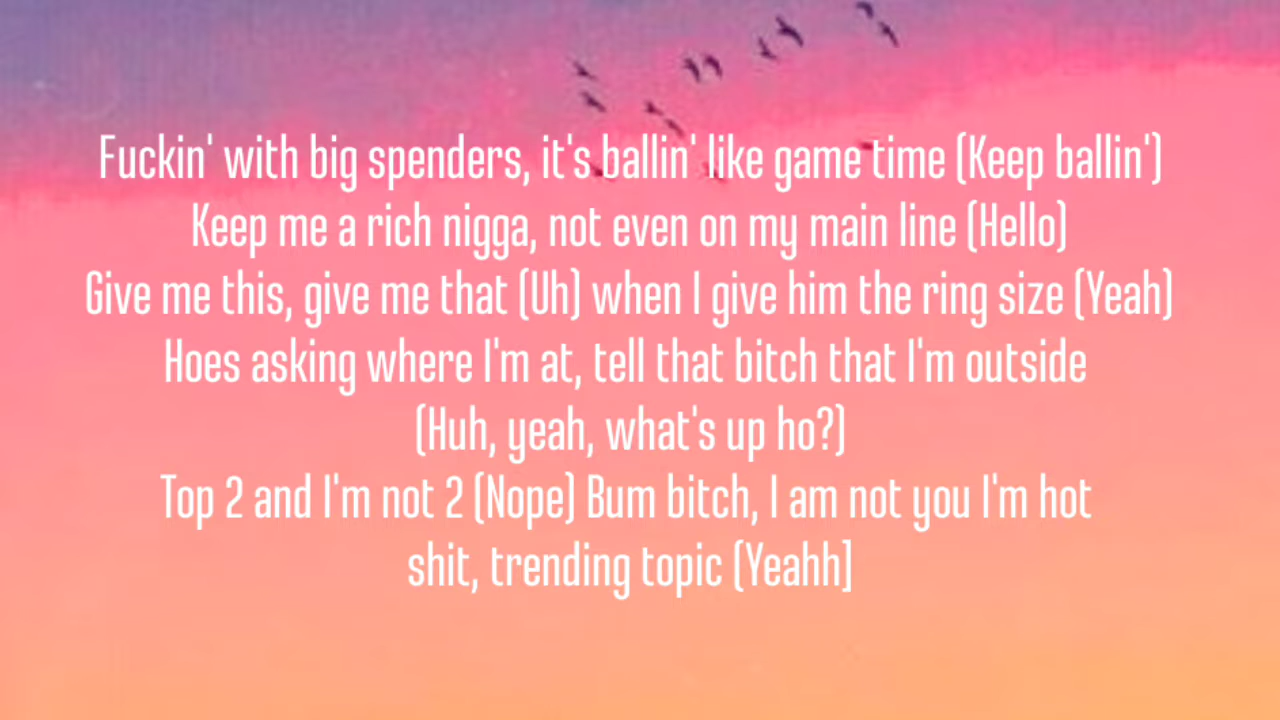 Fuckin' with big spenders, it's ballin' like game time (Keep ballin')
Keep me a rich nigga, not even on my main line (Hello)
Give me this, give me that (Uh) when I give him the ring size (Yeah)
Hoes asking where I'm at, tell that bitch that I'm outside
(Huh, yeah, what's up ho?)
Top 2 and I'm not 2 (Nope) Bum bitch, I am not you I'm hot
shit, trending topic (Yeahh]